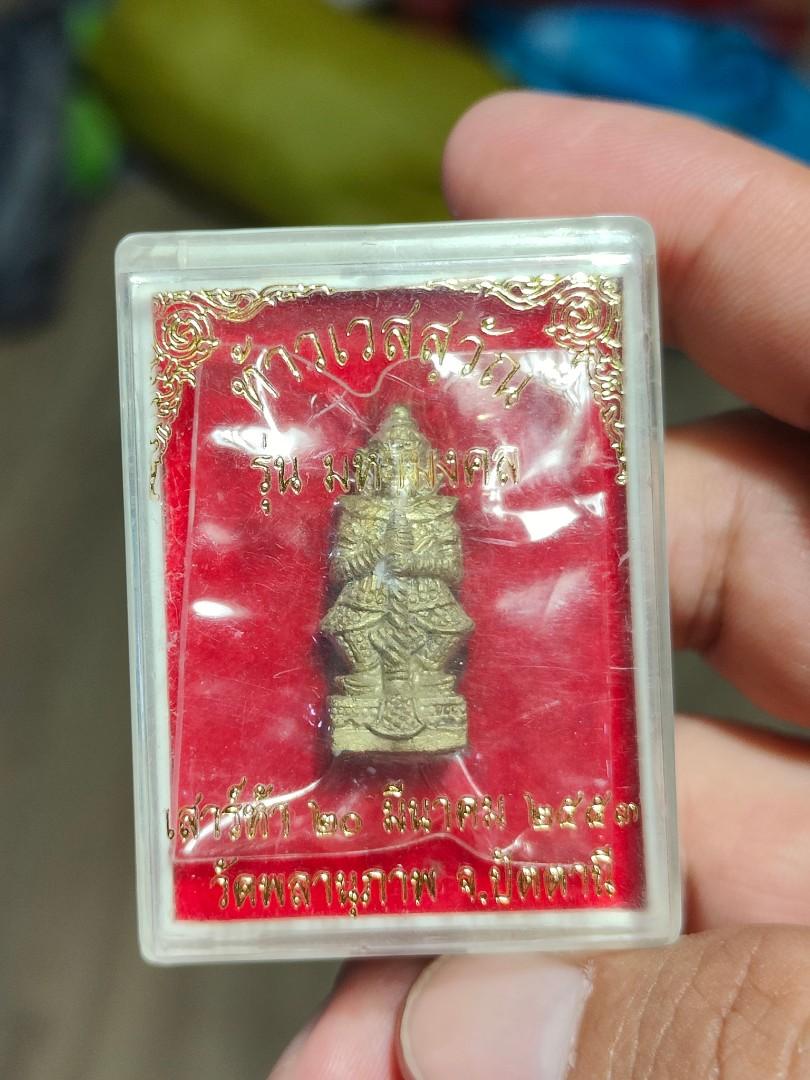 ท้าวเวสสุวัณ
รุ่น มหามงคล
เสาร์ห้า ๒๐ มีนาคม ๒๕๕๓
วัดพลานุภาพ จ.ปัตตานี